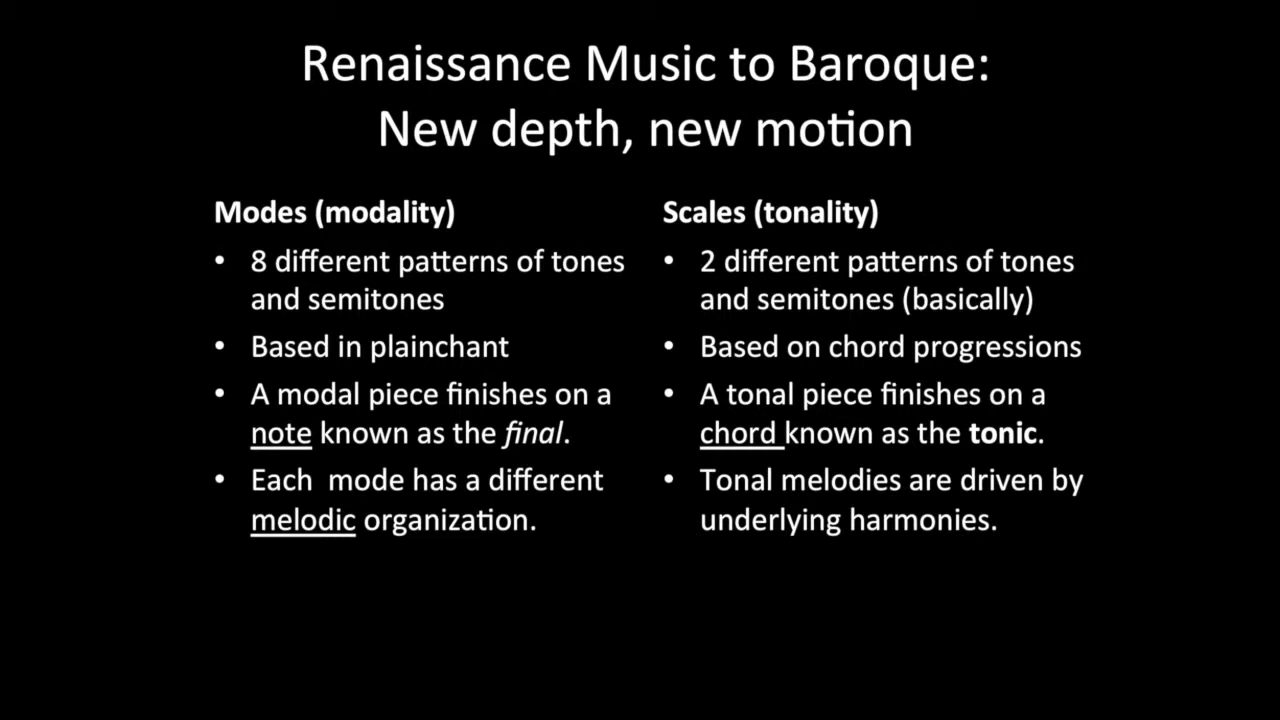 Renaissance Music to Baroque:
New depth, new motion
Modes (modality)
• 8 different patterns of tones
and semitones
• Based in plainchant
• A modal piece finishes on a
note known as the final.
• Each  mode has a different
melodic organization.
Scales (tonality)
• 2 different patterns of tones
and semitones (basically)
• Based on chord progressions
• A tonal piece finishes on a
chord known as the tonic.
• Tonal melodies are driven by
underlying harmonies.